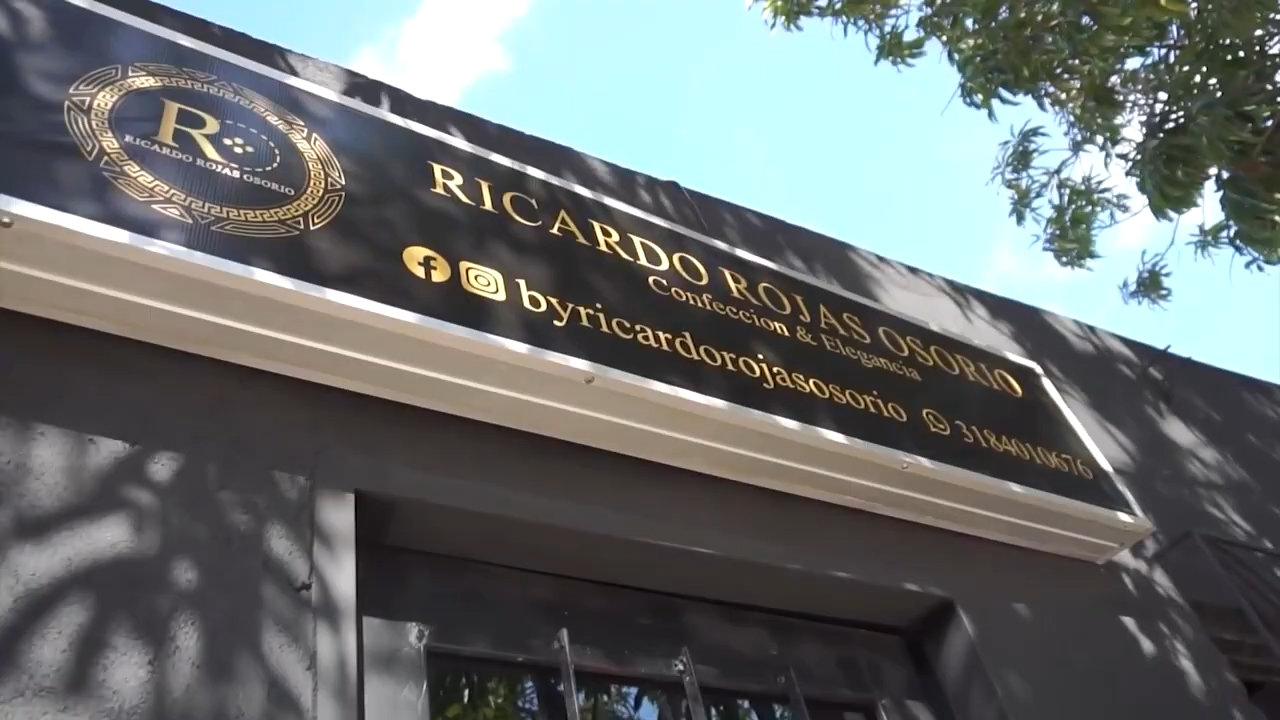 R
RICARDO ROJAS OSORIO
RICARDO ROJAS OSORIO
Confeccion & Elegancia
byricardorojasosorio
3184010676